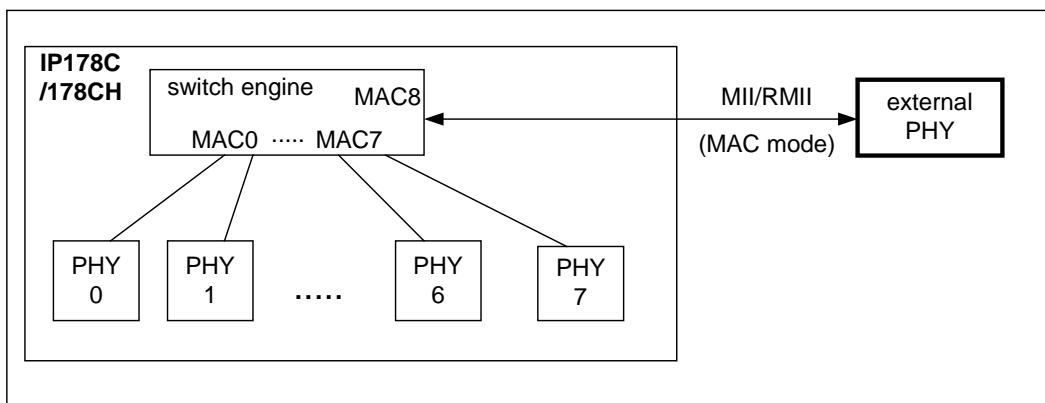 IP178C
/178CH
switch engine
MAC8
MAC0 ····· MAC7
MII/RMII
(MAC mode)
external
PHY
PHY
0
PHY
1
.....
PHY
6
PHY
7